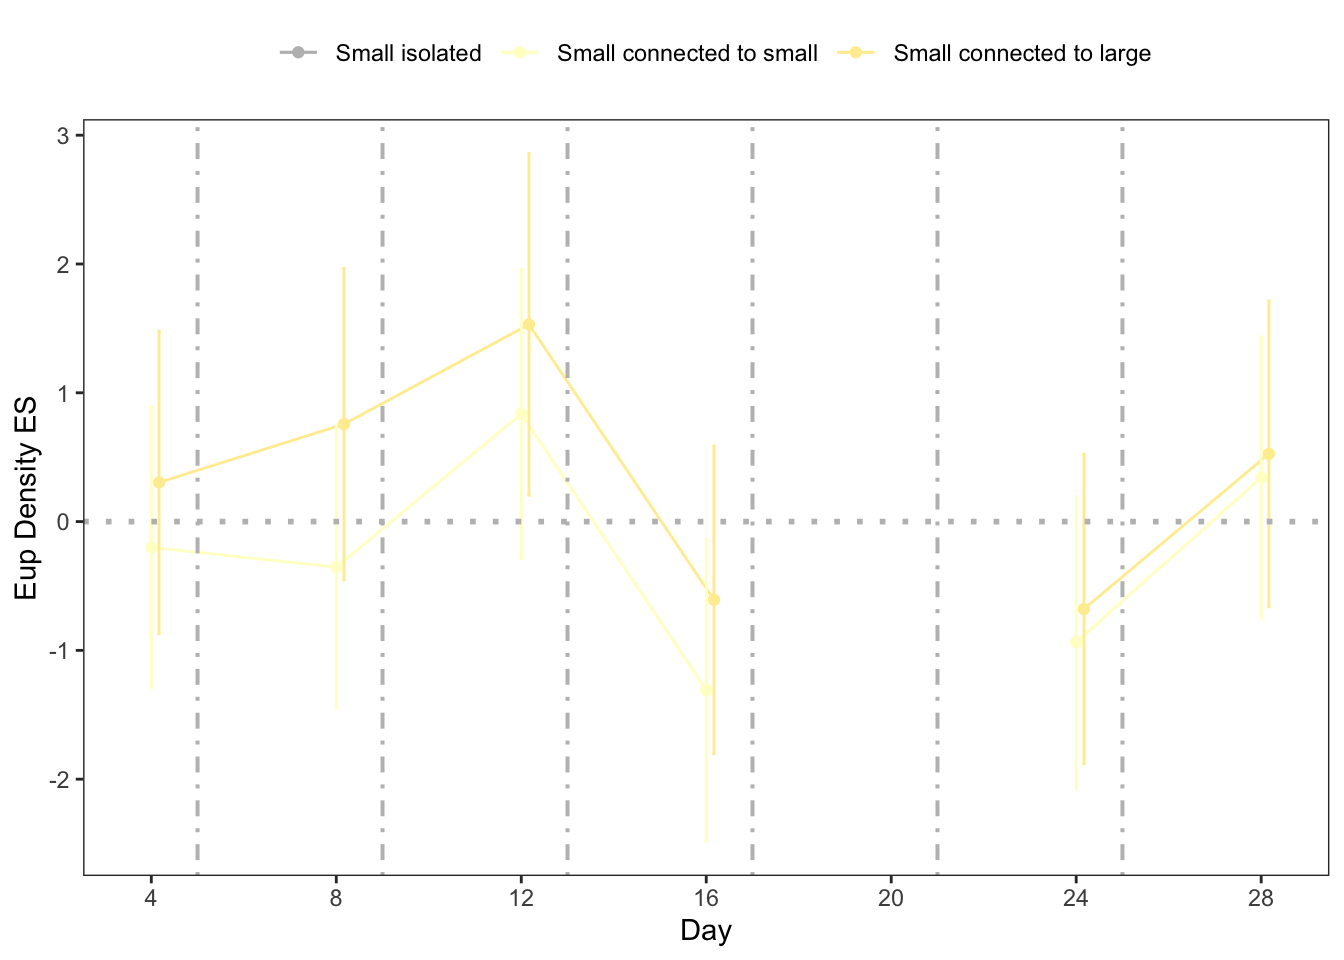 Small isolated Small connected to small Small connected to large
3
2
1
0
-1
-2
Eup Density ES
4 8 12 16 20 24 28
Day